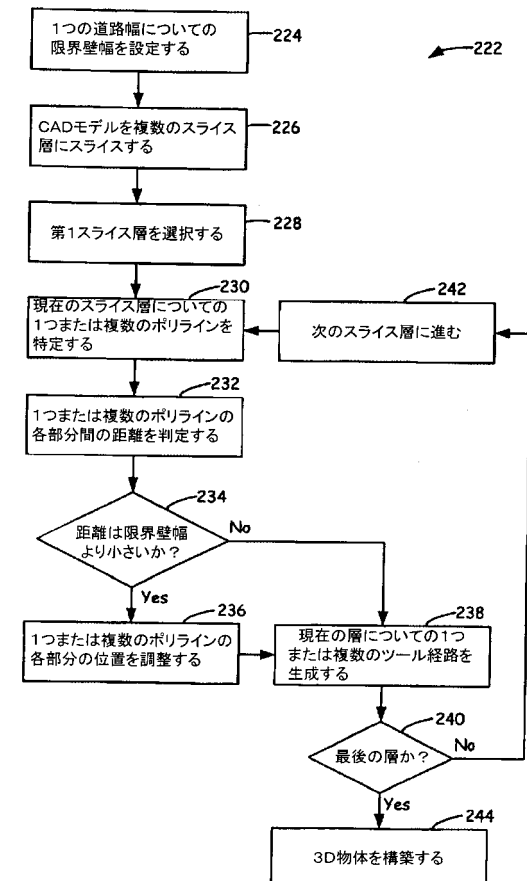 1つの道路幅についての
限界壁幅を設定する
224
222
CADモデルを複数のスライス
層にスライスする
226
第1スライス層を選択する
228
230
現在のスライス層についての
1つまたは複数のポリラインを
特定する
242
次のスライス層に進む
232
1つまたは複数のポリラインの
各部分間の距離を判定する
234
距離は限界壁幅
より小さいか?
No
Yes
236
1つまたは複数のポリラインの
各部分の位置を調整する
238
現在の層についての1つ
または複数のツール経路を
生成する
240
最後の層か?
No
Yes
244
3D物体を構築する